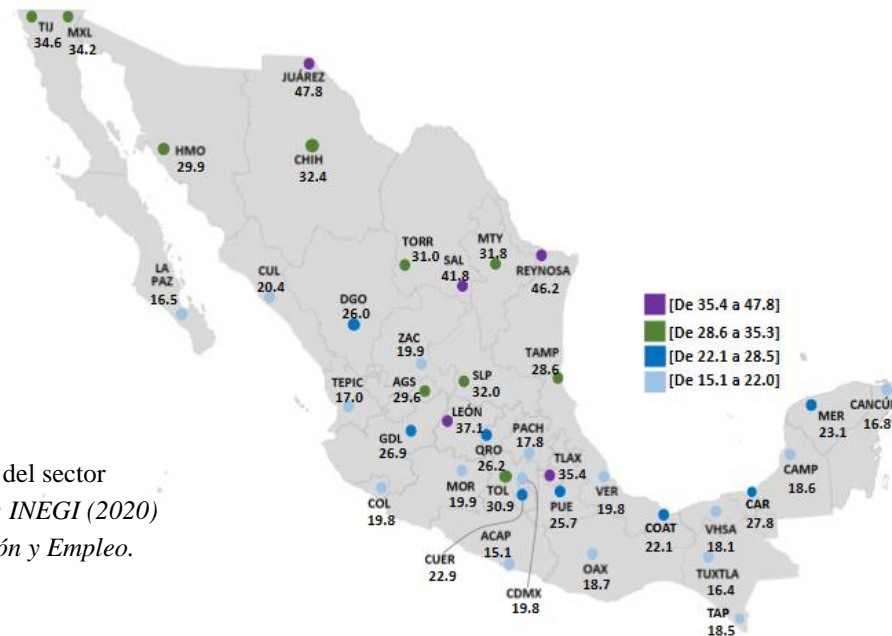 TIJ
34.6
MXL
34.2
JUÁREZ
47.8
HMO
29.9
CHIH
32.4
TORR
31.0
SAL
41.8
MTY
31.8
REYNOSA
46.2
LA
PAZ
16.5
CUL
20.4
DGO
26.0
[De 35.4 a 47.8]
[De 28.6 a 35.3]
[De 22.1 a 28.5]
[De 15.1 a 22.0]
ZAC
19.9
TAMP
28.6
TEPIC
17.0
AGS
29.6
SLP
32.0
LEÓN
37.1
GDL
26.9
QRO
26.2
PACH
17.8
MER
23.1
CANCÚN
16.8
CAMP
18.6
TLAX
35.4
VER
19.8
MOR
19.9
TOL
30.9
PUE
25.7
COL
19.8
COAT
22.1
VHSA
18.1
CAR
27.8
del sector
INEGI (2020)
ón y Empleo.
CUER
22.9
ACAP
15.1
CDMX
19.8
OAX
18.7
TUXTLA
16.4
TAP
18.5